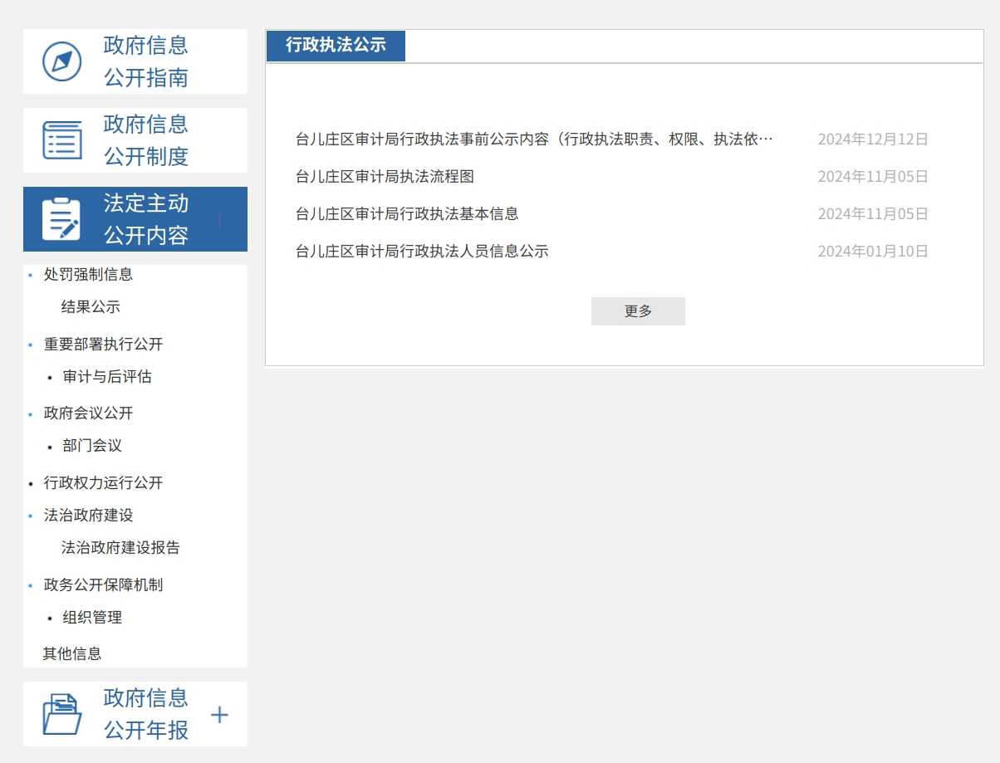 政府信息
公开指南
政府信息
公开制度
法定主动
公开内容
处罚强制信息
结果公示
重要部署执行公开
审计与后评估
政府会议公开
部门会议
行政权力运行公开
法治政府建设
法治政府建设报告
政务公开保障机制
组织管理
其他信息
政府信息
公开年报
行政执法公示
台儿庄区审计局行政执法事前公示内容（行政执法职责、权限、执法依… 2024年12月12日
台儿庄区审计局执法流程图 2024年11月05日
台儿庄区审计局行政执法基本信息 2024年11月05日
台儿庄区审计局行政执法人员信息公示 2024年01月10日
更多